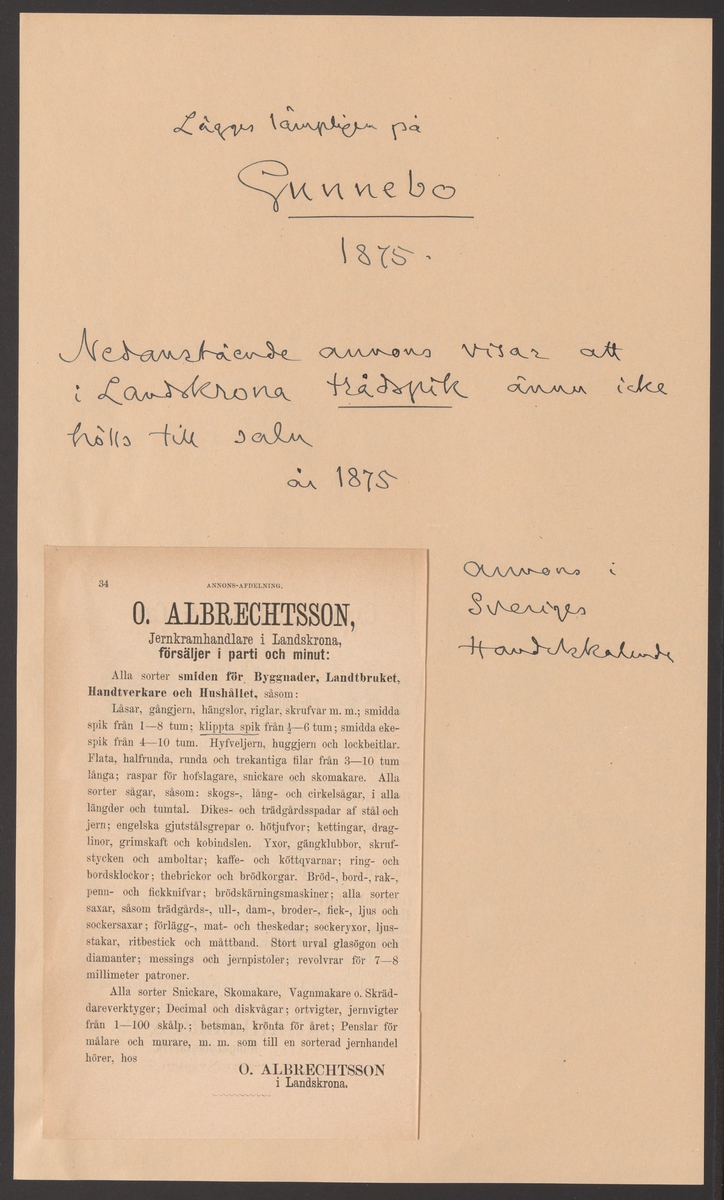 Lägges lämpligen på
Gunnebo
1875.
Nedanstående annons visar att
i Landskrona trådspik ännu icke
hölls till salu
år 1875
annons i
Sveriges
Handelskalender
34
ANNONS-AFDELNING.
O. ALBRECHTSSON,
Jernkramhandlare i Landskrona,
försäljer i parti och minut:
Alla sorter smiden för Byggnader, Landtbruket,
Handtverkare och Hushållet, såsom:
Låsar, gångjern, hängslor, riglar, skrufvar m. m.; smidda
spik från 1—8 tum; klippta spik från ½—6 tum; smidda eke-
spik från 4—10 tum. Hyfveljern, huggjern och lockbeitlar.
Flata, halfrunda, runda och trekantiga filar från 3—10 tum
långa; raspar för hofslagare, snickare och skomakare. Alla
sorter sågar, såsom: skogs-, lång- och cirkelsågar, i alla
längder och tumtal. Dikes- och trädgårdsspadar af stål och
jern; engelska gjutstålsgrepar o. hötjufvor; kettingar, drag-
linor, grimskaft och kobindslen. Yxor, gängklubbor, skruf-
stycken och amboltar; kaffe- och köttqvarnar; ring- och
bordsklockor; thebrickor och brödkorgar. Bröd-, bord-, rak-,
penn- och fickknifvar; brödskärningsmaskiner; alla sorter
saxar, såsom trädgårds-, ull-, dam-, broder-, fick-, ljus och
sockersaxar; förlägg-, mat- och theskedar; sockeryxor, ljus-
stakar, ritbestick och måttband. Stort urval glasögon och
diamanter; messings och jernpistoler; revolvrar för 7—8
millimeter patroner.
Alla sorter Snickare, Skomakare, Vagnmakare o. Skräd-
dareverktyger; Decimal och diskvågar; ortvigter, jernvigter
från 1—100 skålp.; betsman, krönta för året; Penslar för
målare och murare, m. m. som till en sorterad jernhandel
hörer, hos
O. ALBRECHTSSON
i Landskrona.